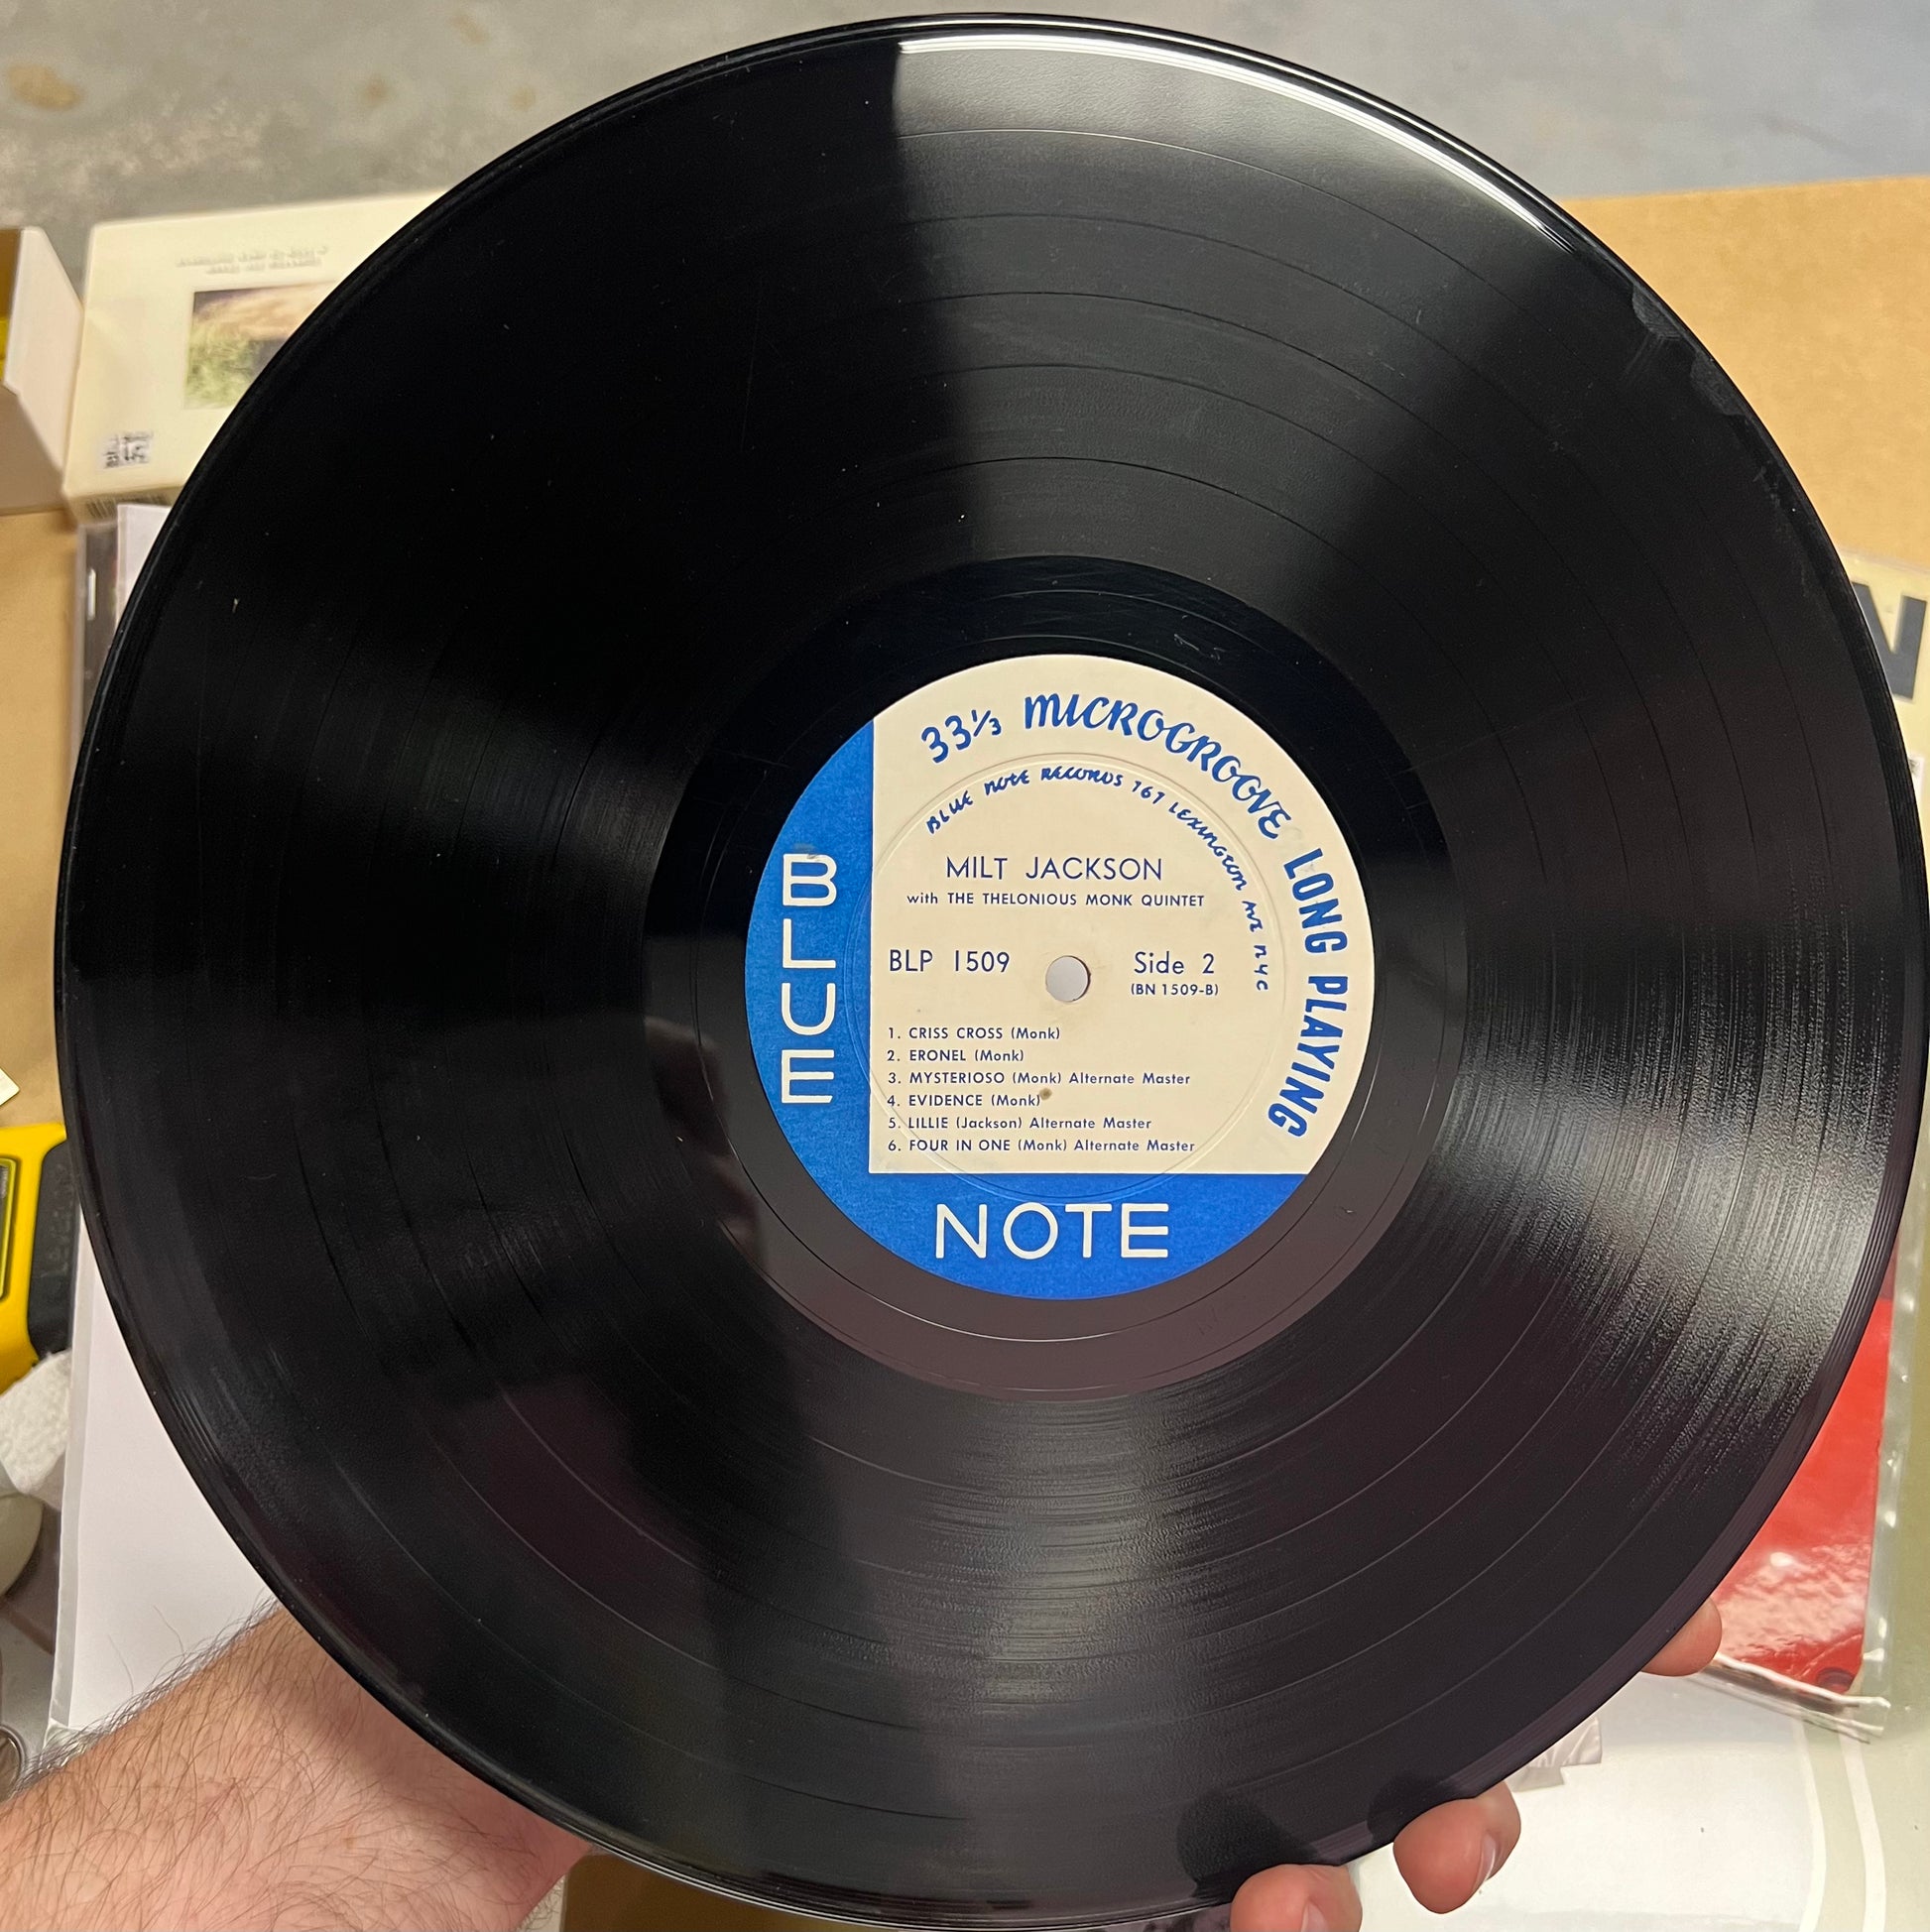 33⅓ MICROGROOVE LONG PLAYING
BLUE NOTE RECORDS 767 LEXINGTON AVE NYC
MILT JACKSON
with THE THELONIOUS MONK QUINTET
BLP 1509 Side 2
(BN 1509-B)
1. CRISS CROSS (Monk)
2. ERONEL (Monk)
3. MYSTERIOSO (Monk) Alternate Master
4. EVIDENCE (Monk)
5. LILLIE (Jackson) Alternate Master
6. FOUR IN ONE (Monk) Alternate Master
BLUE
NOTE